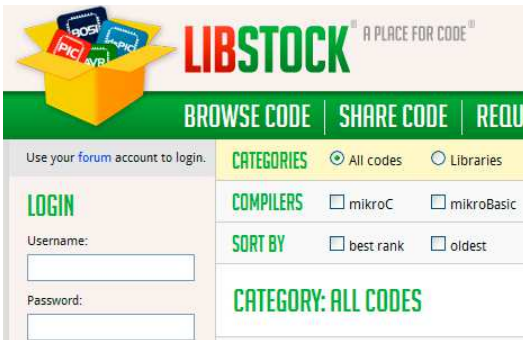 8051
PIC
dsPIC
AVR
LIBSTOCK® A PLACE FOR CODE®
BROWSE CODE SHARE CODE REQU
Use your forum account to login.
CATEGORIES All codes Libraries
COMPILERS mikroC mikroBasic
SORT BY best rank oldest
LOGIN
Username:
Password:
CATEGORY: ALL CODES